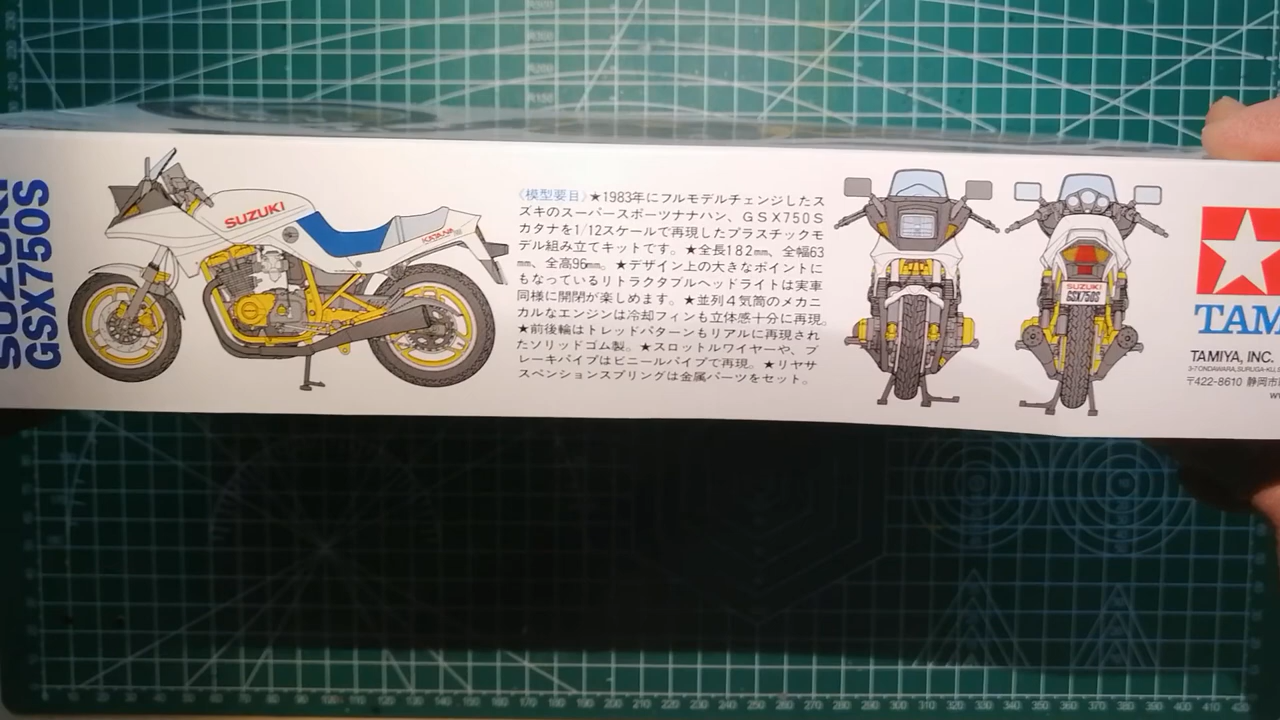 SUZUKI
GSX750S
SUZUKI
KATANA
《模型要目》★1983年にフルモデルチェンジしたス
ズキのスーパースポーツナナハン、GSX750S
カタナを1/12スケールで再現したプラスチックモ
デル組み立てキットです。★全長182㎜、全幅63
㎜、全高96㎜。★デザイン上の大きなポイントに
もなっているリトラクタブルヘッドライトは実車
同様に開閉が楽しめます。★並列4気筒のメカニ
カルなエンジンは冷却フィンも立体感十分に再現。
★前後輪はトレッドパターンもリアルに再現され
たソリッドゴム製。★スロットルワイヤーや、ブ
レーキパイプはビニールパイプで再現。★リヤサ
スペンションスプリングは金属パーツをセット。
SUZUKI
GSX750S
TAM
TAMIYA, INC.
3-7 ONDAWARA, SURUGA-KU,
〒422-8610 静岡市